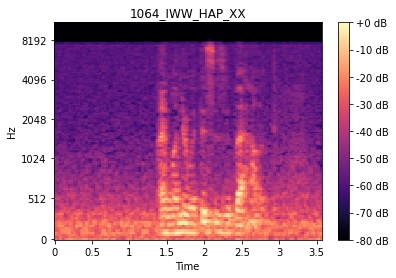 1064_IWW_HAP_XX
+0 dB
8192
-10 dB
4096
-20 dB
-30 dB
2048
Hz
-40 dB
1024
-50 dB
-60 dB
512
-70 dB
0
-80 dB
0 0.5 1 1.5 2 2.5 3 3.5
Time